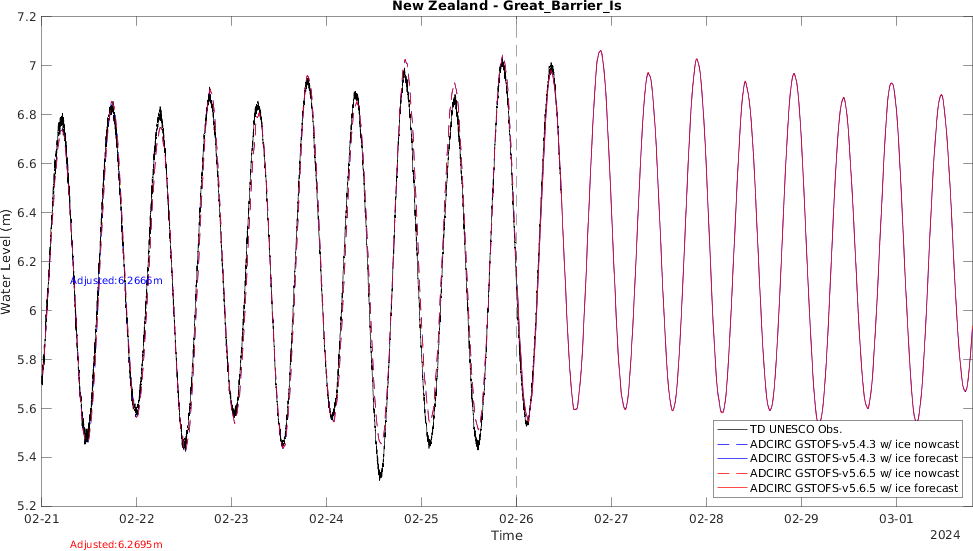 New Zealand - Great_Barrier_Is
7.2
7
6.8
6.6
6.4
6.2
6
5.8
5.6
5.4
5.2
Water Level (m)
Adjusted:6.2666m
TD UNESCO Obs.
ADCIRC GSTOFS-v5.4.3 w/ ice nowcast
ADCIRC GSTOFS-v5.4.3 w/ ice forecast
ADCIRC GSTOFS-v5.6.5 w/ ice nowcast
ADCIRC GSTOFS-v5.6.5 w/ ice forecast
02-21 02-22 02-23 02-24 02-25 02-26 02-27 02-28 02-29 03-01
Time
2024
Adjusted:6.2695m